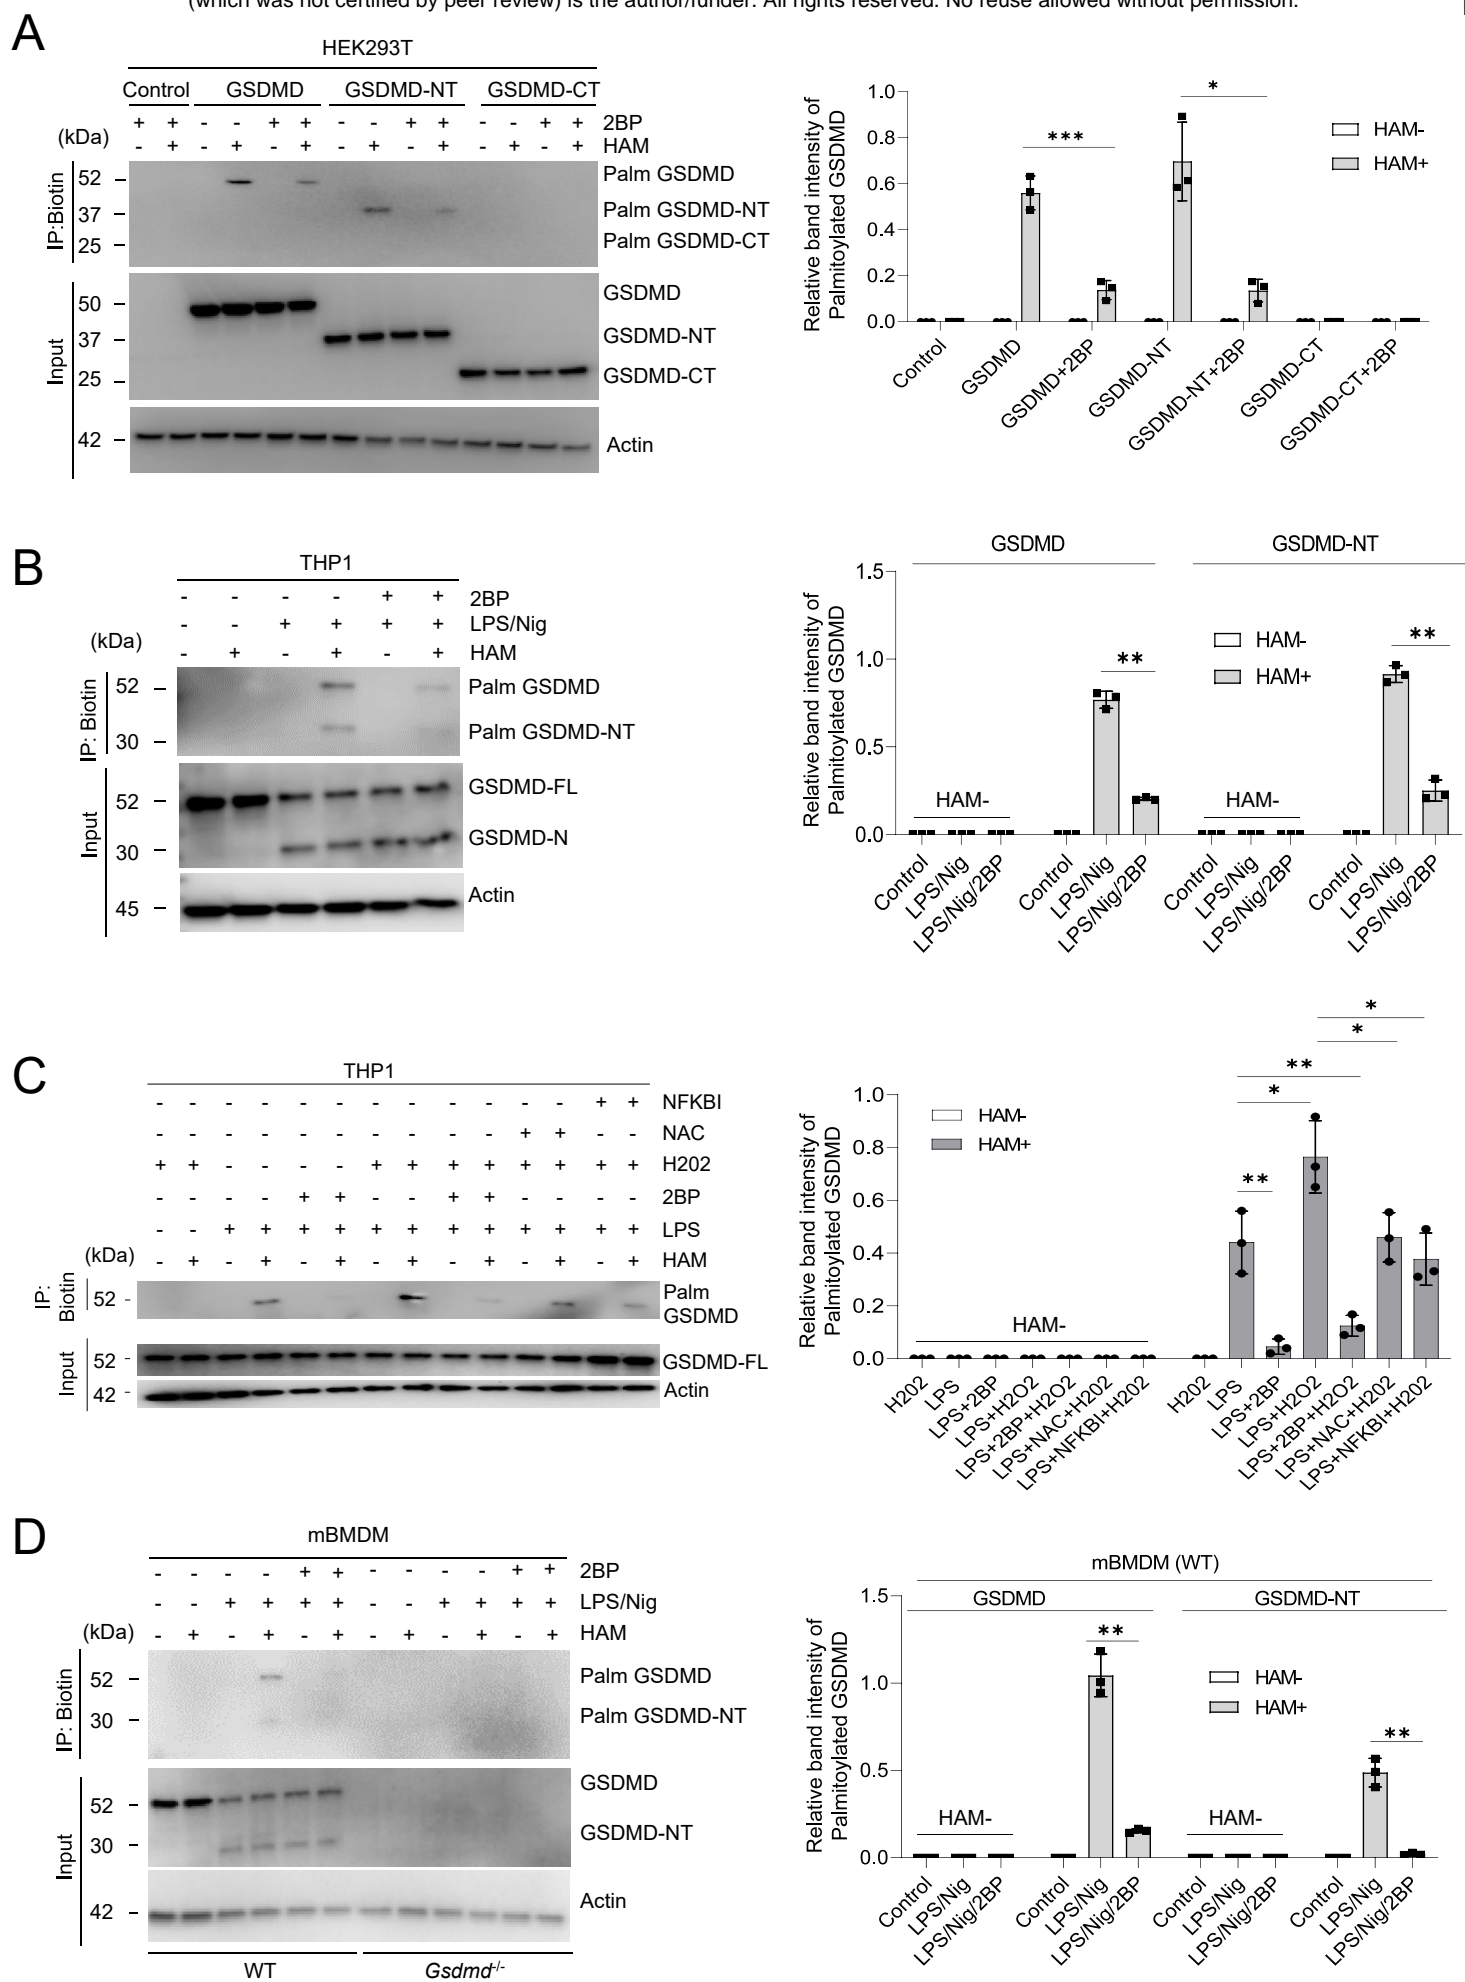 (which was not certified by peer review) is the author/funder. All rights reserved. No reuse allowed without permission.
A
HEK293T
Control GSDMD GSDMD-NT GSDMD-CT
+ + - - + + - - + + - - + + 2BP
(kDa)
- + - + - + - + - + - + - + HAM
IP:Biotin
52 Palm GSDMD
37 Palm GSDMD-NT
25 Palm GSDMD-CT
Input
50 GSDMD
37 GSDMD-NT
25 GSDMD-CT
42 Actin
Relative band intensity of
Palmitoylated GSDMD
1.0
0.8
0.6
0.4
0.2
0.0
***
*
HAM-
HAM+
Control
GSDMD
GSDMD+2BP
GSDMD-NT
GSDMD-NT+2BP
GSDMD-CT
GSDMD-CT+2BP
B
THP1
- - - - + + 2BP
- - + + + + LPS/Nig
(kDa)
- + - + - + HAM
IP: Biotin
52 Palm GSDMD
Palm GSDMD-NT
30
Input
GSDMD-FL
52
GSDMD-N
30
Actin
45
GSDMD GSDMD-NT
Relative band intensity of
Palmitoylated GSDMD
1.5
1.0
0.5
0.0
HAM-
HAM+
**
**
HAM-
HAM-
Control
LPS/Nig
LPS/Nig/2BP
Control
LPS/Nig
LPS/Nig/2BP
Control
LPS/Nig
LPS/Nig/2BP
Control
LPS/Nig
LPS/Nig/2BP
C
THP1
- - - - - - - - - - - - + + NFKBI
- - - - - - - - - - + + - - NAC
+ + - - - - + + + + + + + + H202
- - - - + + - - + + - - - - 2BP
- - + + + + + + + + + + + + LPS
(kDa)
- + - + - + - + - + - + - + HAM
IP:
Biotin
52
Palm
GSDMD
Input
52 GSDMD-FL
42 Actin
Relative band intensity of
Palmitoylated GSDMD
1.0
0.8
0.6
0.4
0.2
0.0
HAM-
HAM+
*
*
**
*
**
HAM-
H202
LPS
LPS+2BP
LPS+H2O2
LPS+2BP+H2O2
LPS+NAC+H202
LPS+NFKBI+H202
H202
LPS
LPS+2BP
LPS+H2O2
LPS+2BP+H2O2
LPS+NAC+H202
LPS+NFKBI+H202
D
mBMDM
- - - - + + - - - - + + 2BP
- - + + + + - - + + + + LPS/Nig
(kDa)
- + - + - + - + - + - + HAM
IP: Biotin
52 Palm GSDMD
30 Palm GSDMD-NT
Input
GSDMD
52
GSDMD-NT
30
Actin
42
WT Gsdmd-/-
mBMDM (WT)
GSDMD GSDMD-NT
Relative band intensity of
Palmitoylated GSDMD
1.5
1.0
0.5
0.0
**
HAM-
HAM+
**
HAM-
HAM-
Control
LPS/Nig
LPS/Nig/2BP
Control
LPS/Nig
LPS/Nig/2BP
Control
LPS/Nig
LPS/Nig/2BP
Control
LPS/Nig
LPS/Nig/2BP